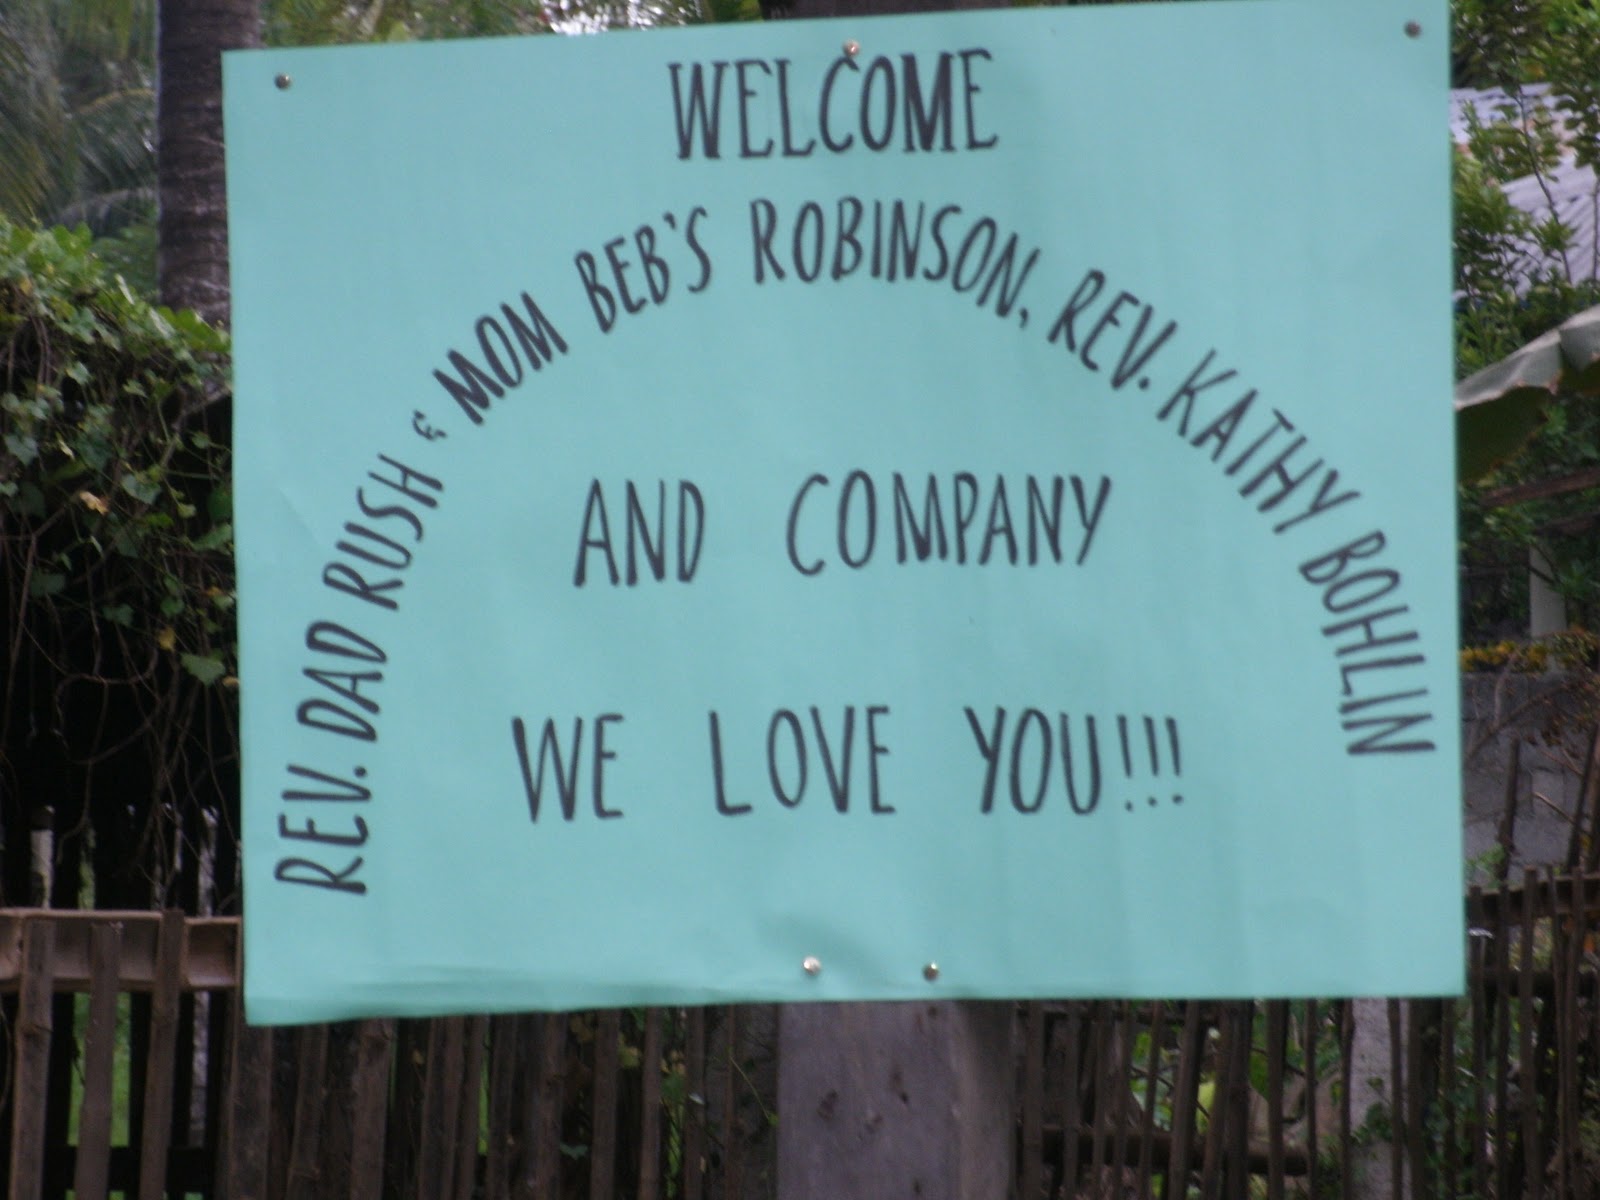 WELCOME
REV. DAD RUSH & MOM BEB'S ROBINSON, REV. KATHY BOHLIN
AND COMPANY
WE LOVE YOU!!!